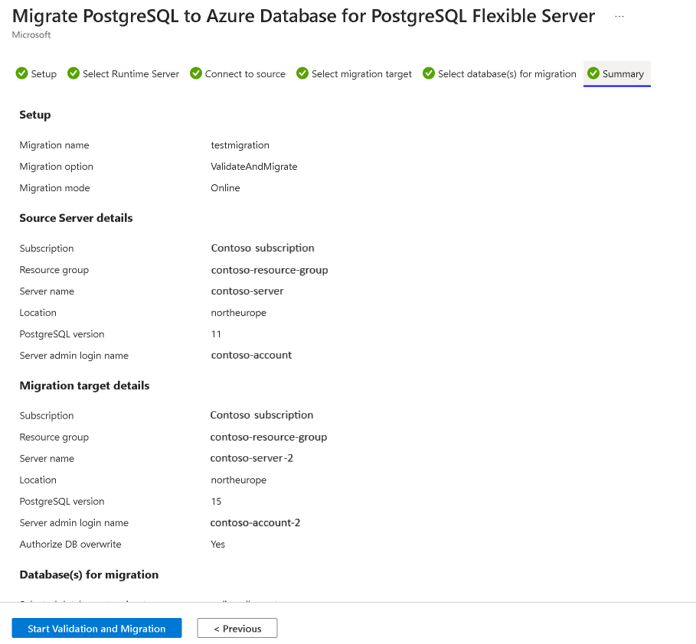 Migrate PostgreSQL to Azure Database for PostgreSQL Flexible Server ...
Microsoft
Setup Select Runtime Server Connect to source Select migration target Select database(s) for migration Summary
Setup
Migration name testmigration
Migration option ValidateAndMigrate
Migration mode Online
Source Server details
Subscription Contoso subscription
Resource group contoso-resource-group
Server name contoso-server
Location northeurope
PostgreSQL version 11
Server admin login name contoso-account
Migration target details
Subscription Contoso subscription
Resource group contoso-resource-group
Server name contoso-server-2
Location northeurope
PostgreSQL version 15
Server admin login name contoso-account-2
Authorize DB overwrite Yes
Database(s) for migration
Start Validation and Migration < Previous